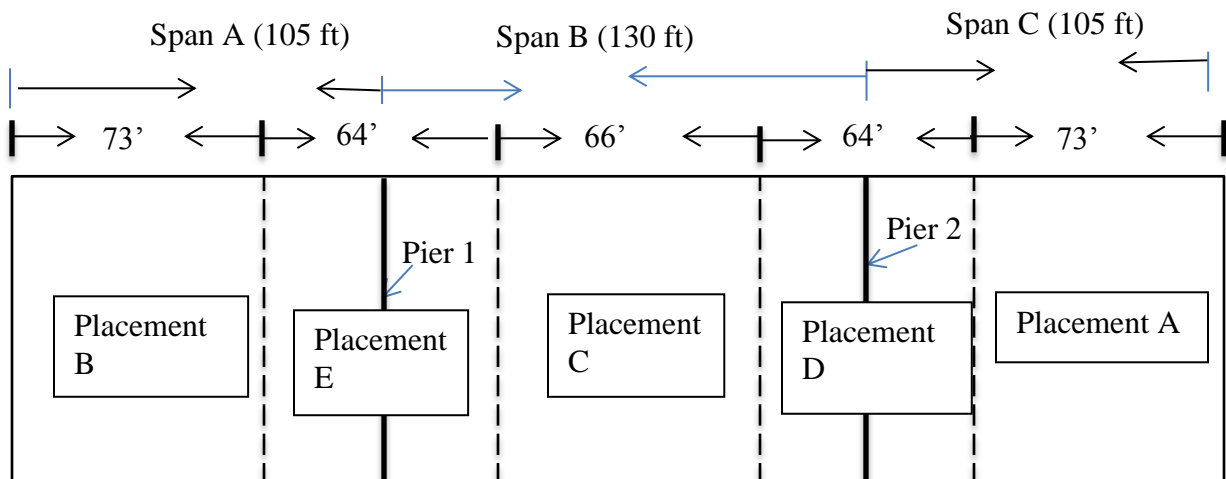 Span A (105 ft)
Span B (130 ft)
Span C (105 ft)
73’
64’
66’
64’
73’
Pier 1
Pier 2
Placement
B
Placement
E
Placement
C
Placement
D
Placement A